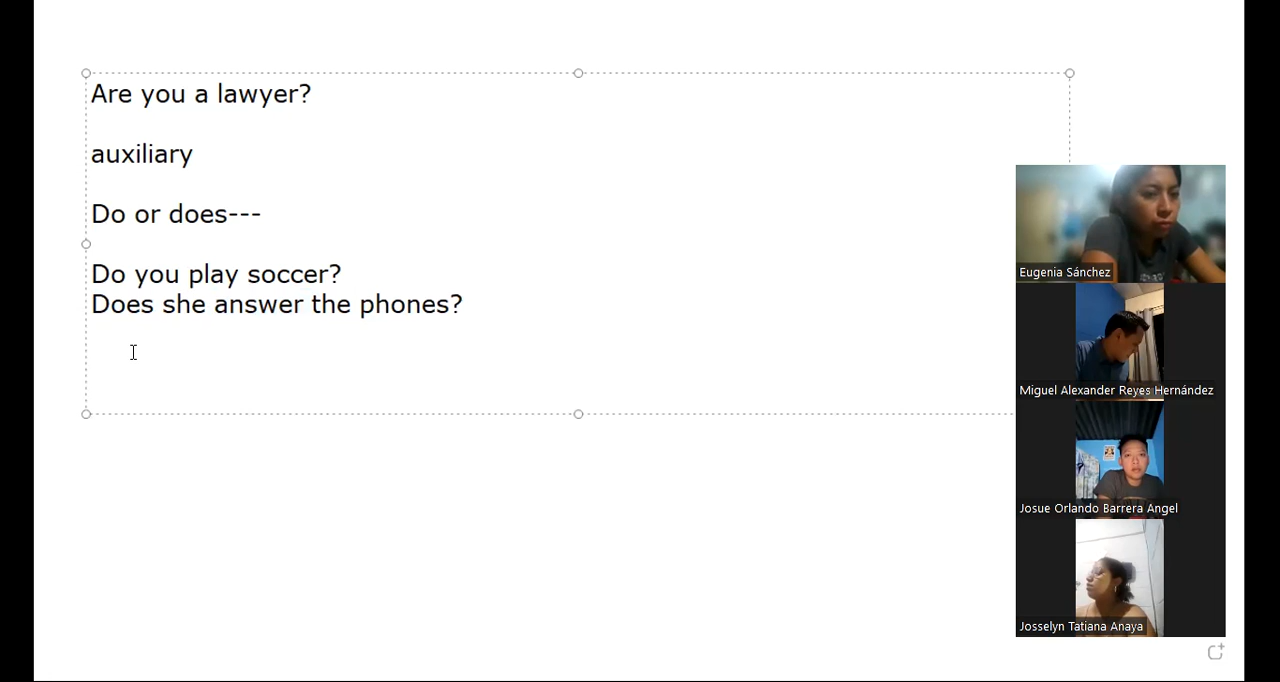 Are you a lawyer?
auxiliary
Do or does---
Do you play soccer?
Does she answer the phones?
Eugenia Sánchez
Miguel Alexander Reyes Hernández
Josue Orlando Barrera Angel
Josselyn Tatiana Anaya